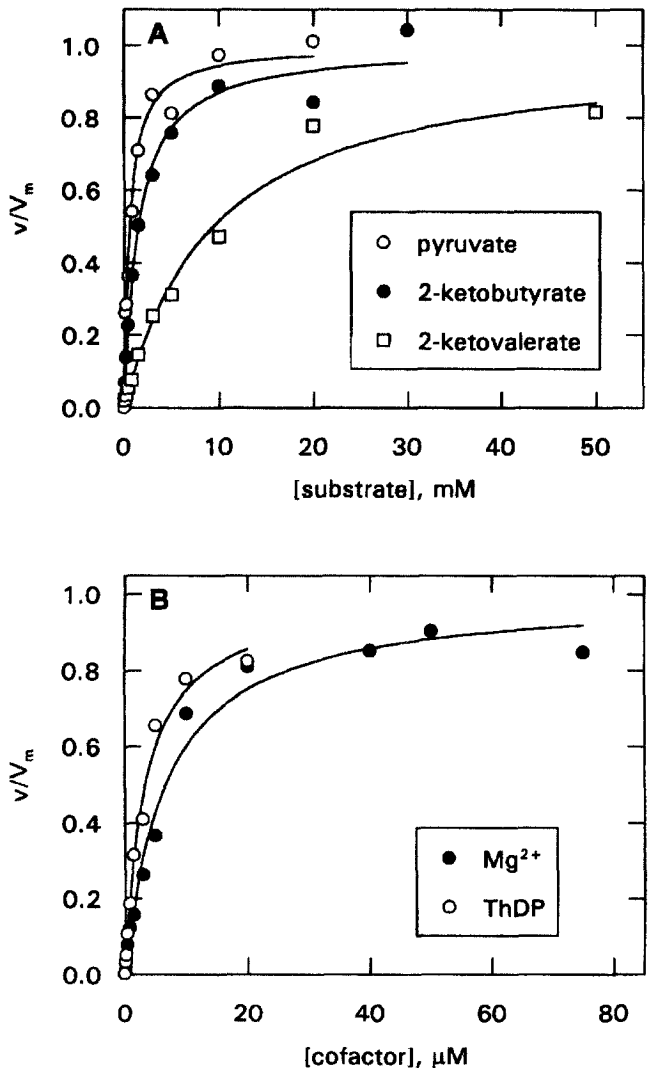 A
1.0
0.8
0.6
0.4
0.2
0.0
v/Vm
pyruvate
2-ketobutyrate
2-ketovalerate
0 10 20 30 40 50
[substrate], mM
B
1.0
0.8
0.6
0.4
0.2
0.0
v/Vm
Mg²⁺
ThDP
0 20 40 60 80
[cofactor], μM